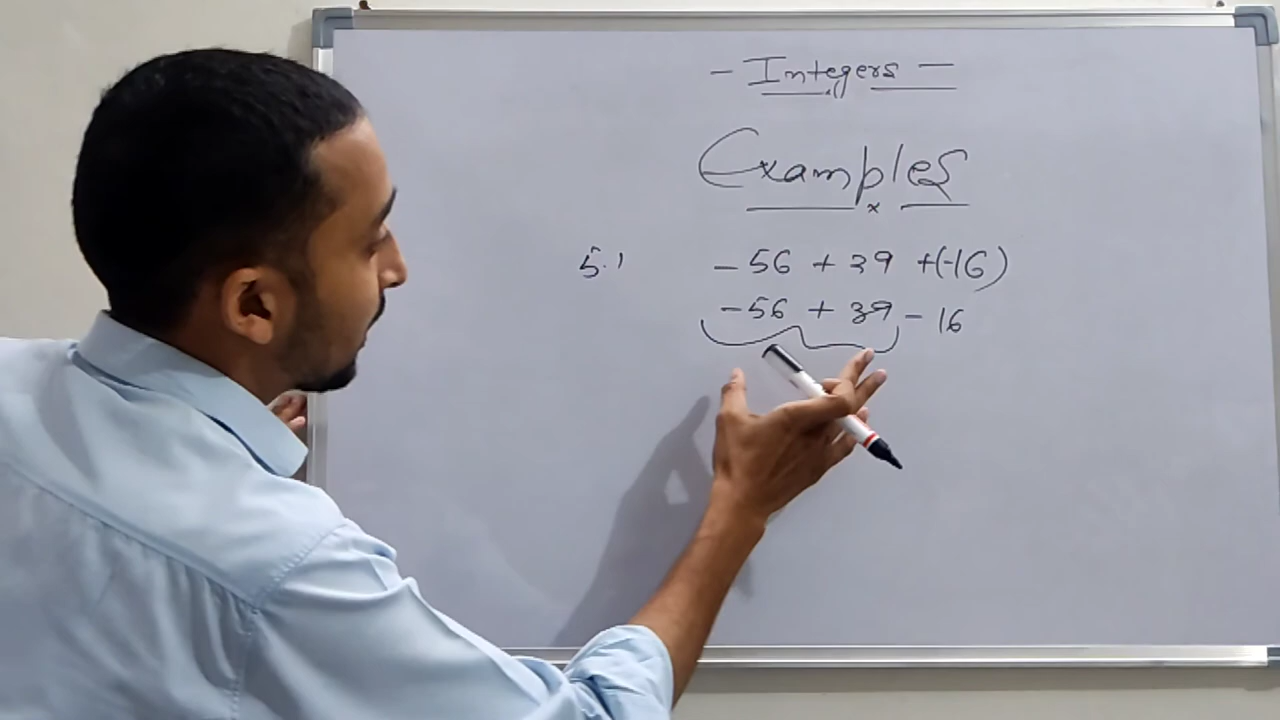 - Integers -
Examples
5.1 -56 + 39 +(-16)
-56 + 39 - 16